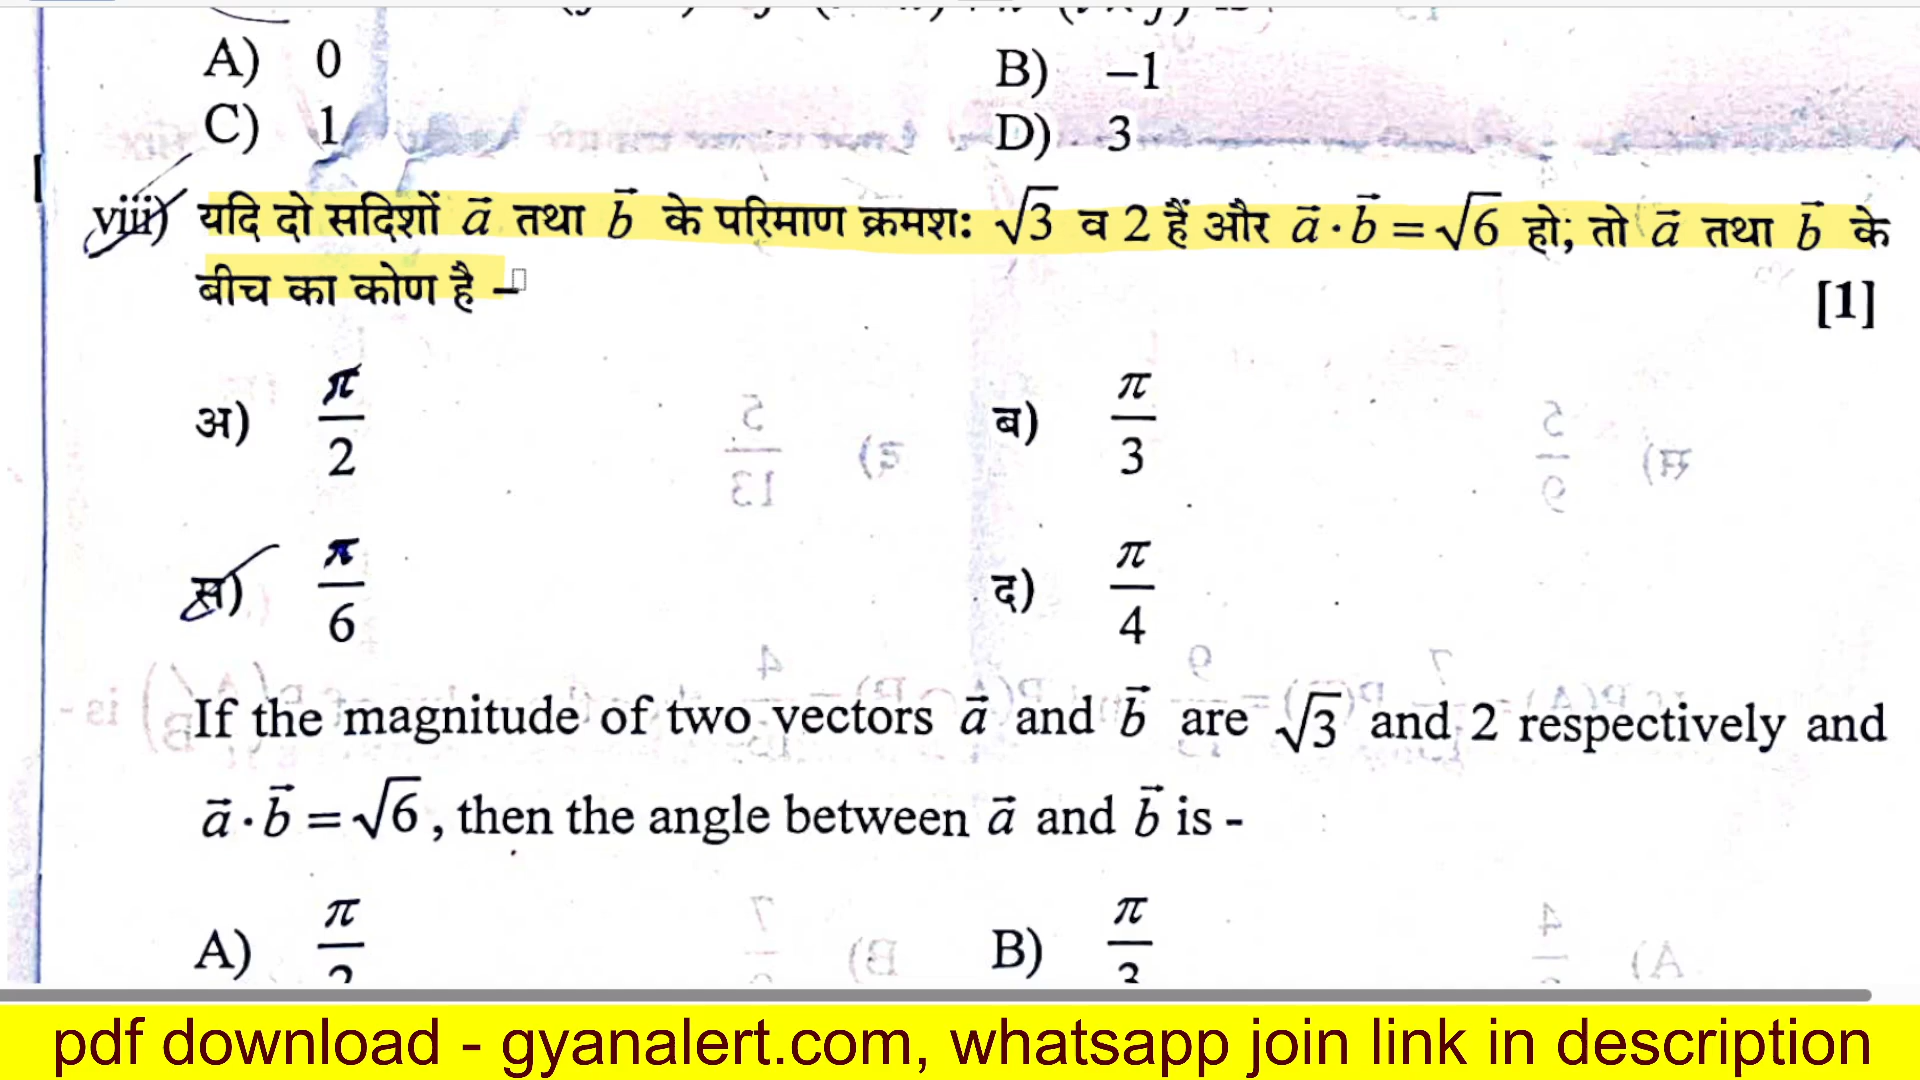 A) 0 B) –1
C) 1 D) 3
viii) यदि दो सदिशों a⃗ तथा b⃗ के परिमाण क्रमशः √3 व 2 हैं और a⃗ · b⃗ = √6 हो; तो a⃗ तथा b⃗ के
बीच का कोण है –
[1]
अ) π/2 ब) π/3
स) π/6 द) π/4
If the magnitude of two vectors a⃗ and b⃗ are √3 and 2 respectively and
a⃗ · b⃗ = √6, then the angle between a⃗ and b⃗ is -
A) π/2 B) π/3
pdf download - gyanalert.com, whatsapp join link in description